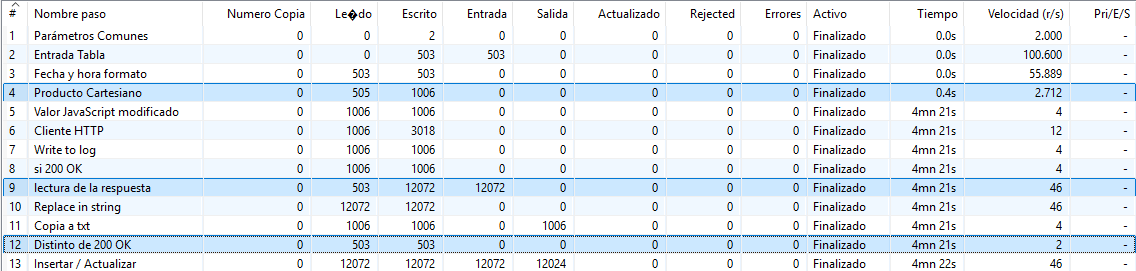 # Nombre paso Numero Copia Le�do Escrito Entrada Salida Actualizado Rejected Errores Activo Tiempo Velocidad (r/s) Pri/E/S
1 Parámetros Comunes 0 0 2 0 0 0 0 0 Finalizado 0.0s 2.000 -
2 Entrada Tabla 0 0 503 503 0 0 0 0 Finalizado 0.0s 100.600 -
3 Fecha y hora formato 0 503 503 0 0 0 0 0 Finalizado 0.0s 55.889 -
4 Producto Cartesiano 0 505 1006 0 0 0 0 0 Finalizado 0.4s 2.712 -
5 Valor JavaScript modificado 0 1006 1006 0 0 0 0 0 Finalizado 4mn 21s 4 -
6 Cliente HTTP 0 1006 3018 0 0 0 0 0 Finalizado 4mn 21s 12 -
7 Write to log 0 1006 1006 0 0 0 0 0 Finalizado 4mn 21s 4 -
8 si 200 OK 0 1006 1006 0 0 0 0 0 Finalizado 4mn 21s 4 -
9 lectura de la respuesta 0 503 12072 12072 0 0 0 0 Finalizado 4mn 21s 46 -
10 Replace in string 0 12072 12072 0 0 0 0 0 Finalizado 4mn 21s 46 -
11 Copia a txt 0 1006 1006 0 1006 0 0 0 Finalizado 4mn 21s 4 -
12 Distinto de 200 OK 0 503 503 0 0 0 0 0 Finalizado 4mn 21s 2 -
13 Insertar / Actualizar 0 12072 12072 12072 12024 0 0 0 Finalizado 4mn 22s 46 -